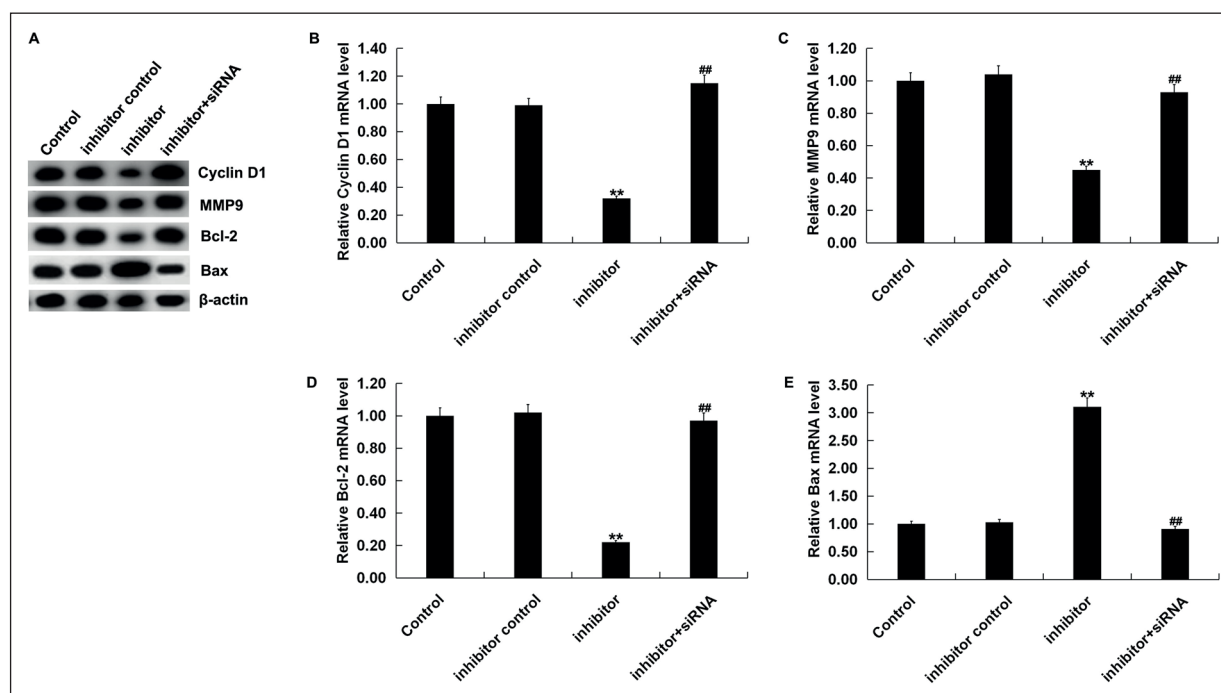 A
Control
inhibitor control
inhibitor
inhibitor+siRNA
Cyclin D1
MMP9
Bcl-2
Bax
β-actin
B
Relative Cyclin D1 mRNA level
1.40
1.20
1.00
0.80
0.60
0.40
0.20
0.00
**
##
Control
inhibitor control
inhibitor
inhibitor+siRNA
C
Relative MMP9 mRNA level
1.20
1.00
0.80
0.60
0.40
0.20
0.00
**
##
Control
inhibitor control
inhibitor
inhibitor+siRNA
D
Relative Bcl-2 mRNA level
1.20
1.00
0.80
0.60
0.40
0.20
0.00
**
##
Control
inhibitor control
inhibitor
inhibitor+siRNA
E
Relative Bax mRNA level
3.50
3.00
2.50
2.00
1.50
1.00
0.50
0.00
**
##
Control
inhibitor control
inhibitor
inhibitor+siRNA